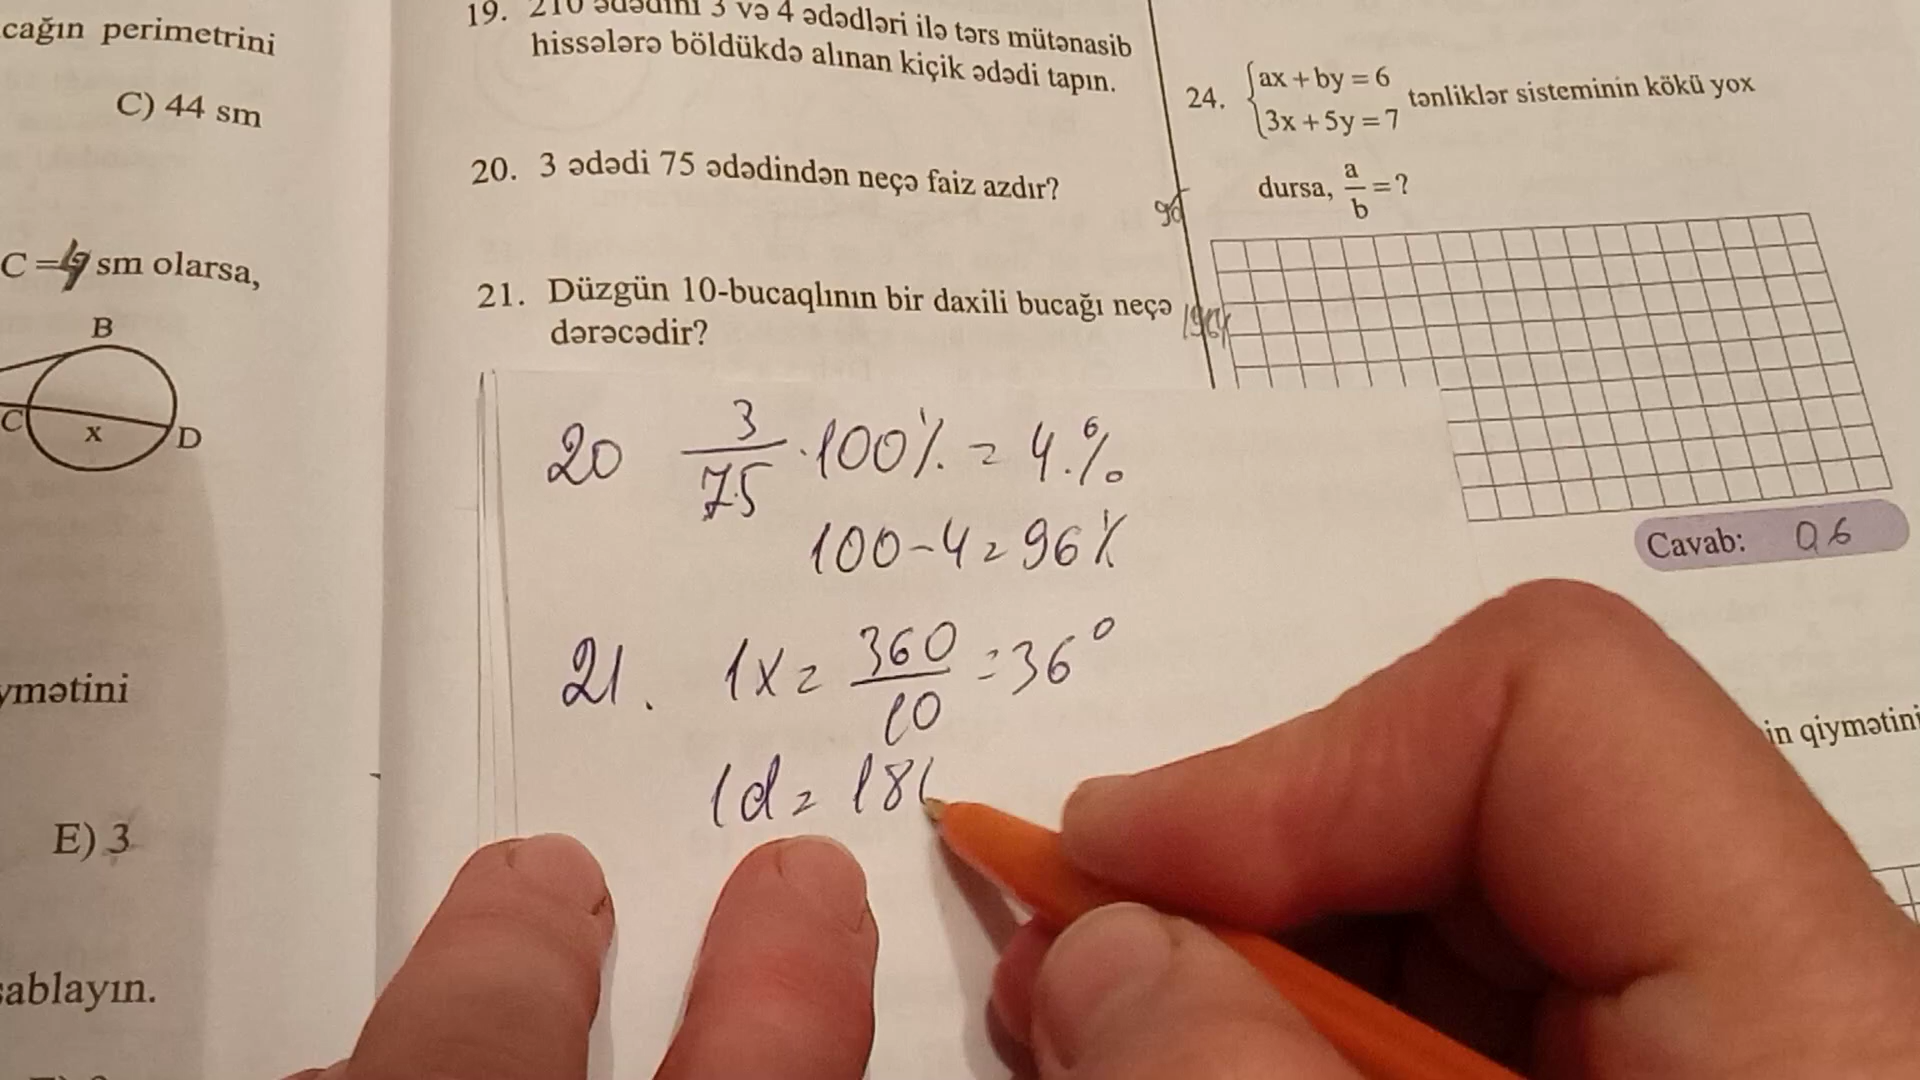 cağın perimetrini
C) 44 sm
C = 4 sm olarsa,
B
C
x
D
ymətini
E) 3
sablayın.
19. 210 ədədini 3 və 4 ədədləri ilə tərs mütənasib
hissələrə böldükdə alınan kiçik ədədi tapın.
20. 3 ədədi 75 ədədindən neçə faiz azdır?
21. Düzgün 10-bucaqlının bir daxili bucağı neçə
dərəcədir?
20 3/75 · 100% = 4.%
100-4=96%
21. 1x = 360/10 = 36°
1d = 180
24. {ax + by = 6
3x + 5y = 7 tənliklər sisteminin kökü yox
dursa, a/b = ?
Cavab: 0,6
in qiymətini